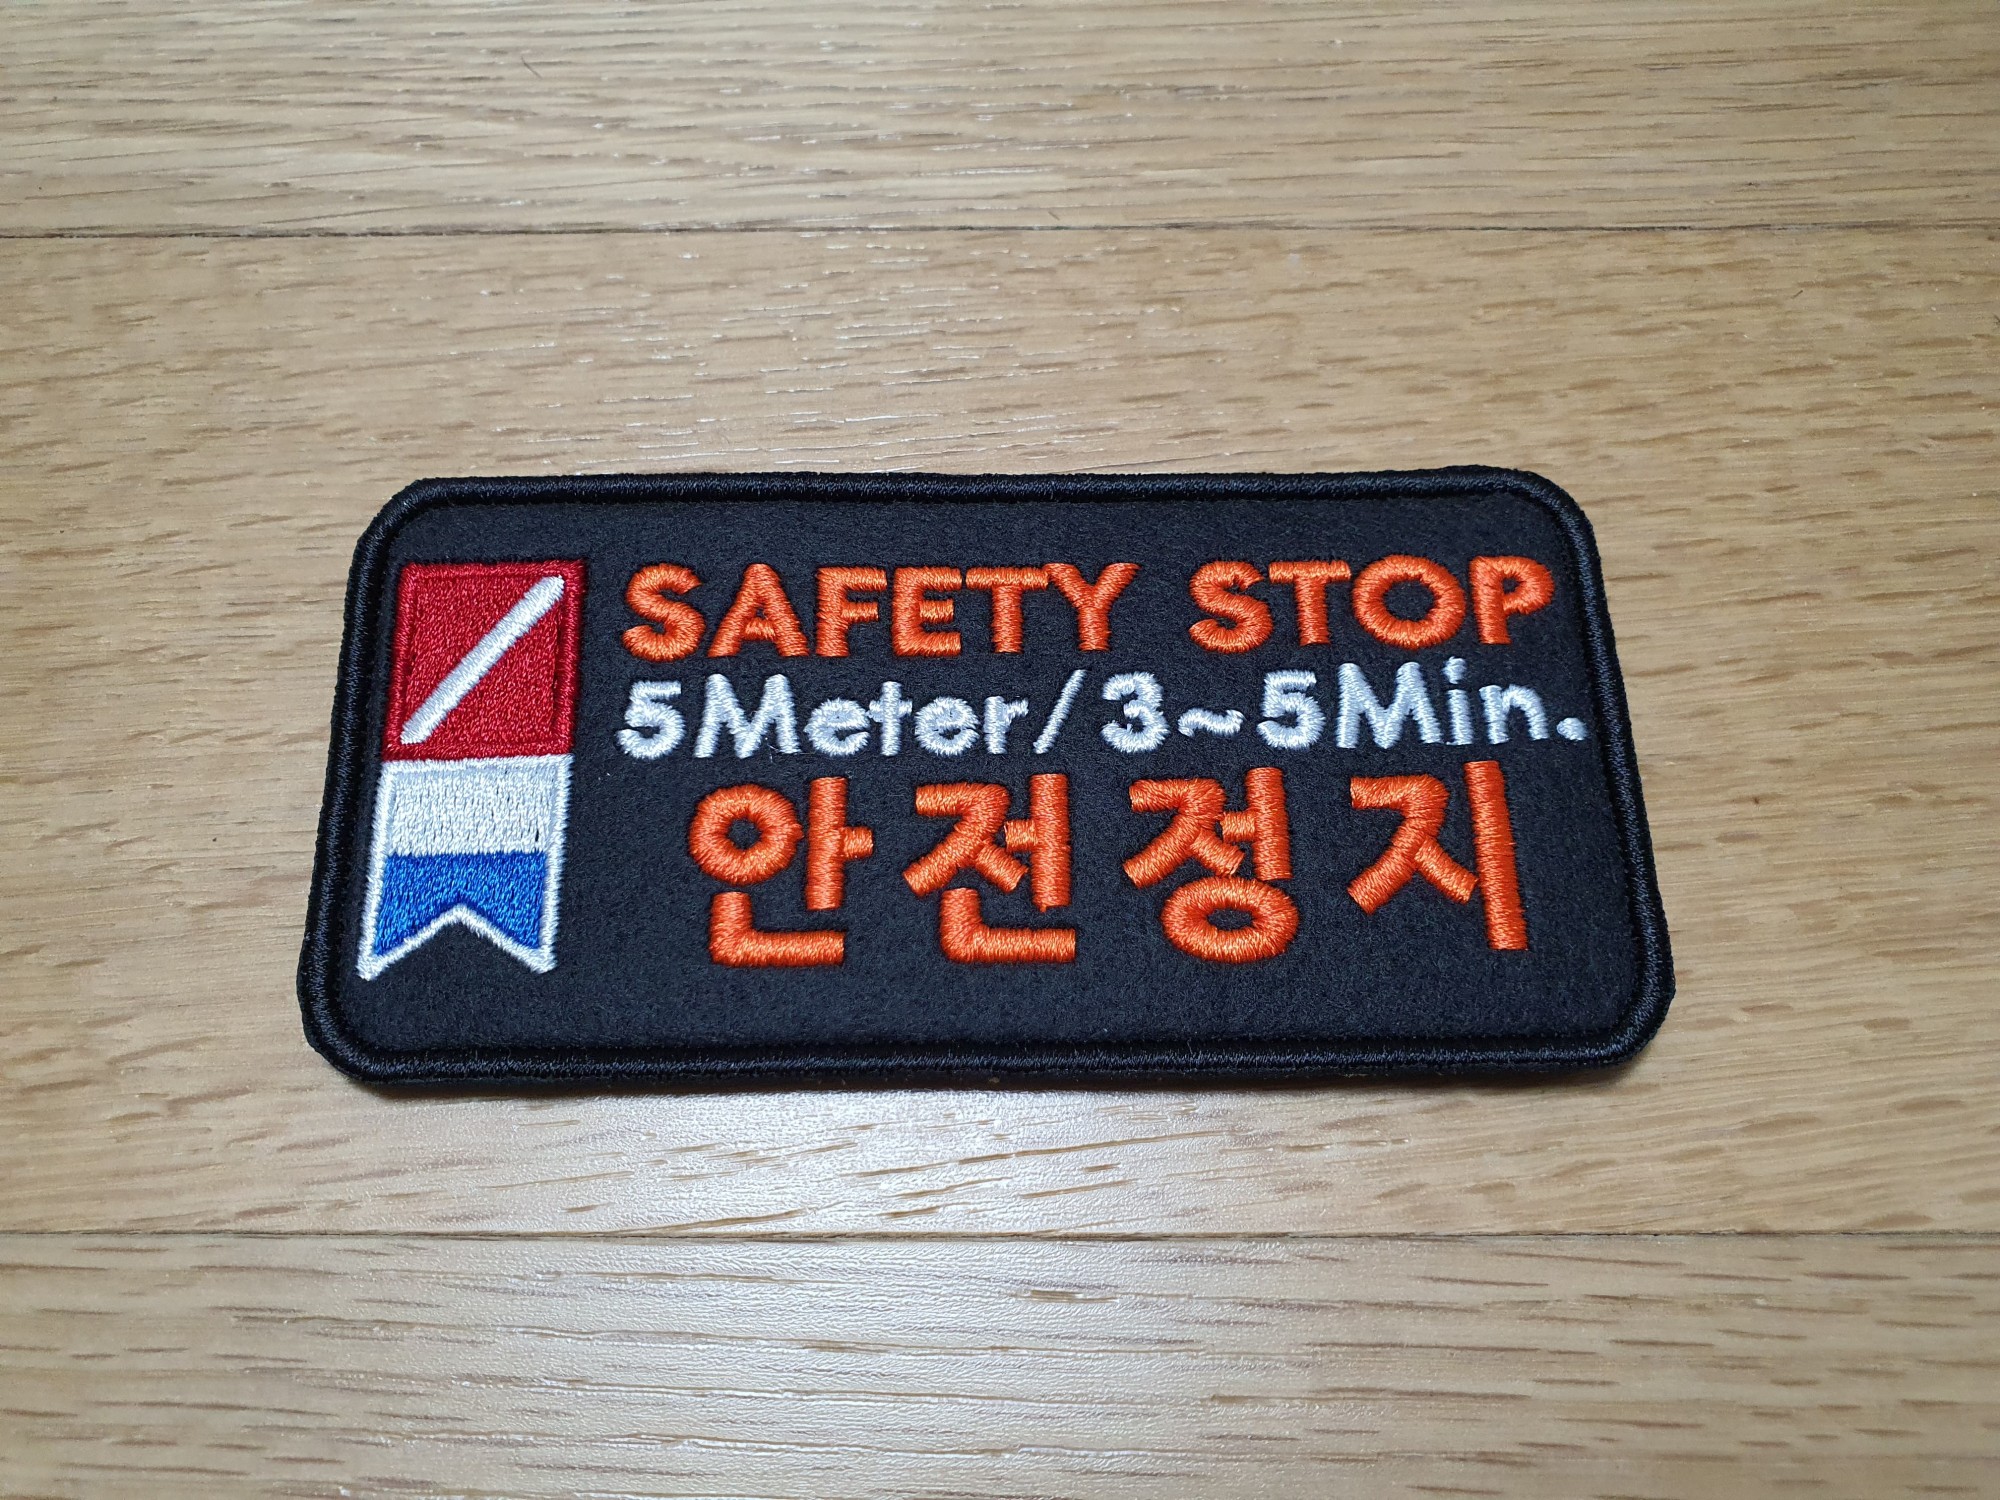 SAFETY STOP
5Meter/3~5Min.
안전정지